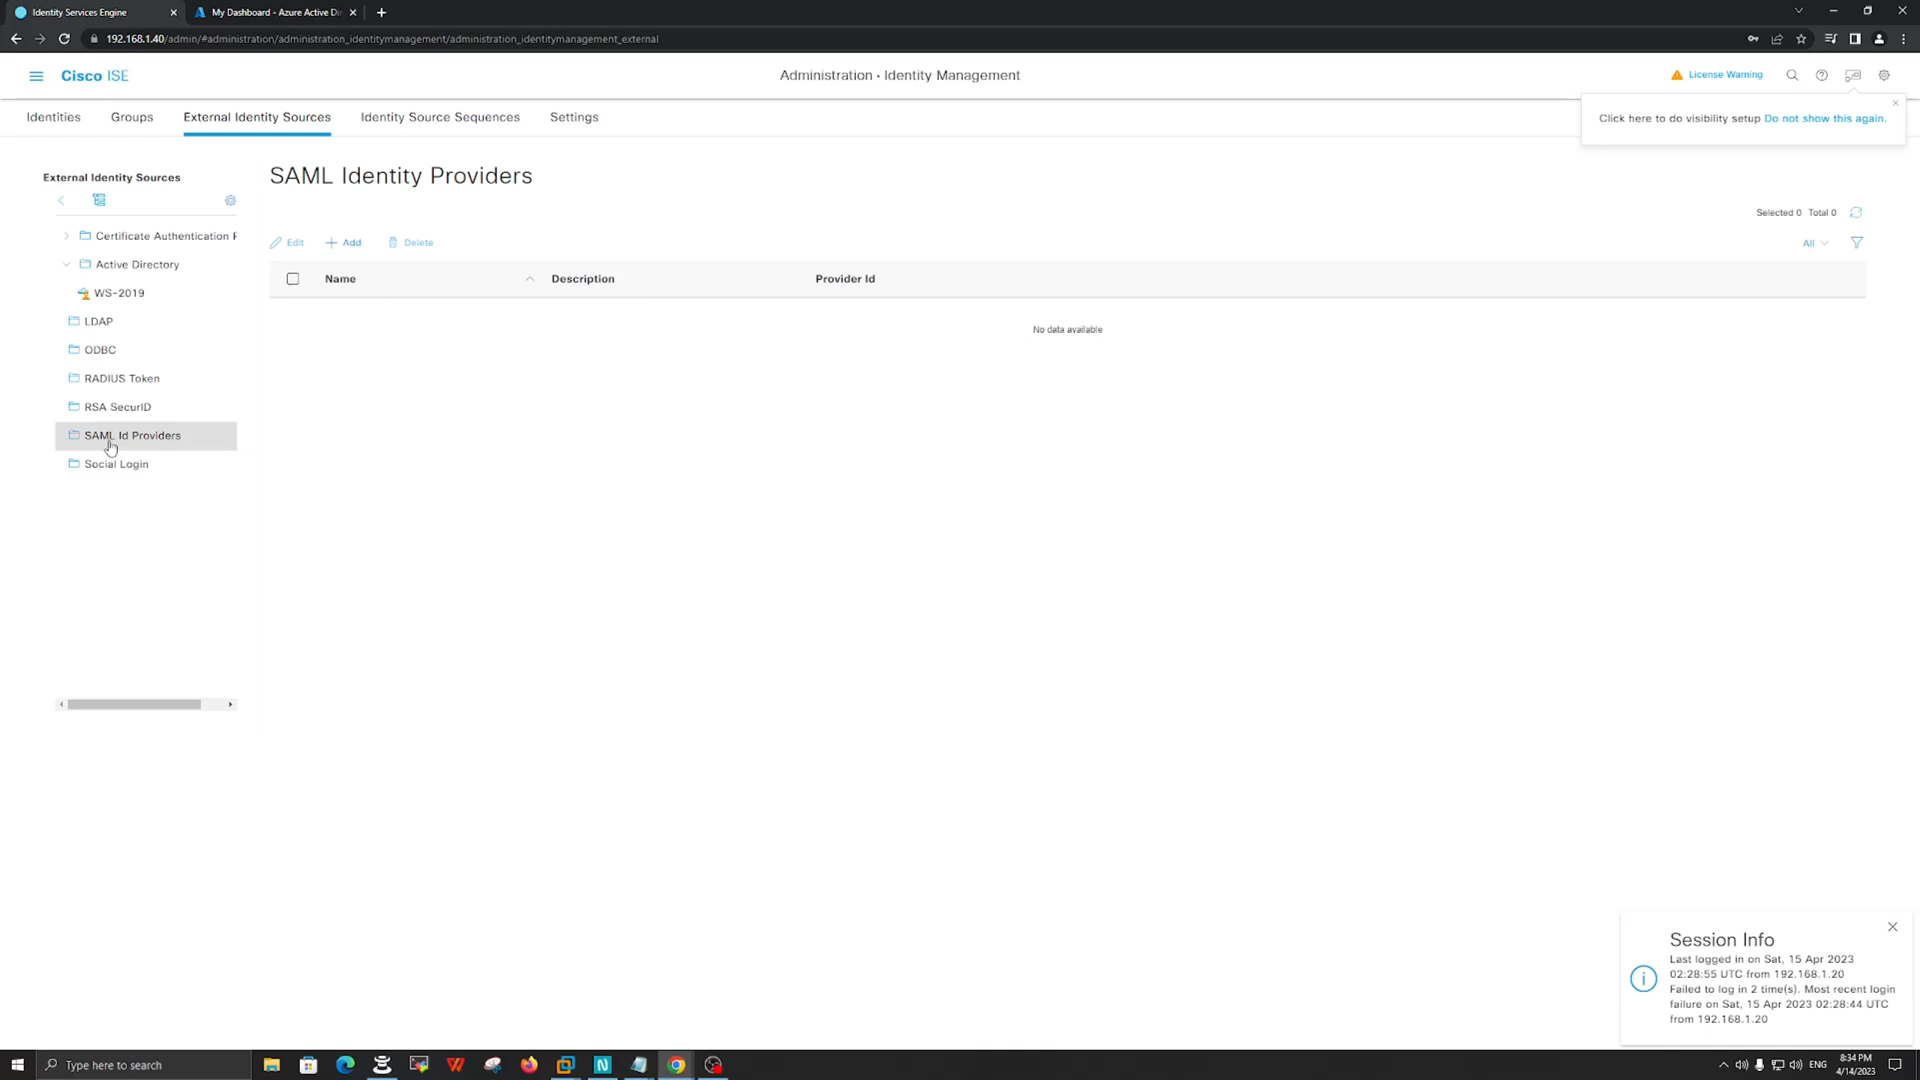 Identity Services Engine
My Dashboard - Azure Active Di
192.168.1.40/admin/#administration/administration_identitymanagement/administration_identitymanagement_external
Cisco ISE
Administration · Identity Management
License Warning
Click here to do visibility setup Do not show this again.
Identities
Groups
External Identity Sources
Identity Source Sequences
Settings
External Identity Sources
Certificate Authentication F
Active Directory
WS-2019
LDAP
ODBC
RADIUS Token
RSA SecurID
SAML Id Providers
Social Login
SAML Identity Providers
Selected 0 Total 0
Edit
Add
Delete
All
Name
Description
Provider Id
No data available
Session Info
Last logged in on Sat, 15 Apr 2023
02:28:55 UTC from 192.168.1.20
Failed to log in 2 time(s). Most recent login
failure on Sat, 15 Apr 2023 02:28:44 UTC
from 192.168.1.20
Type here to search
ENG
8:34 PM
4/14/2023